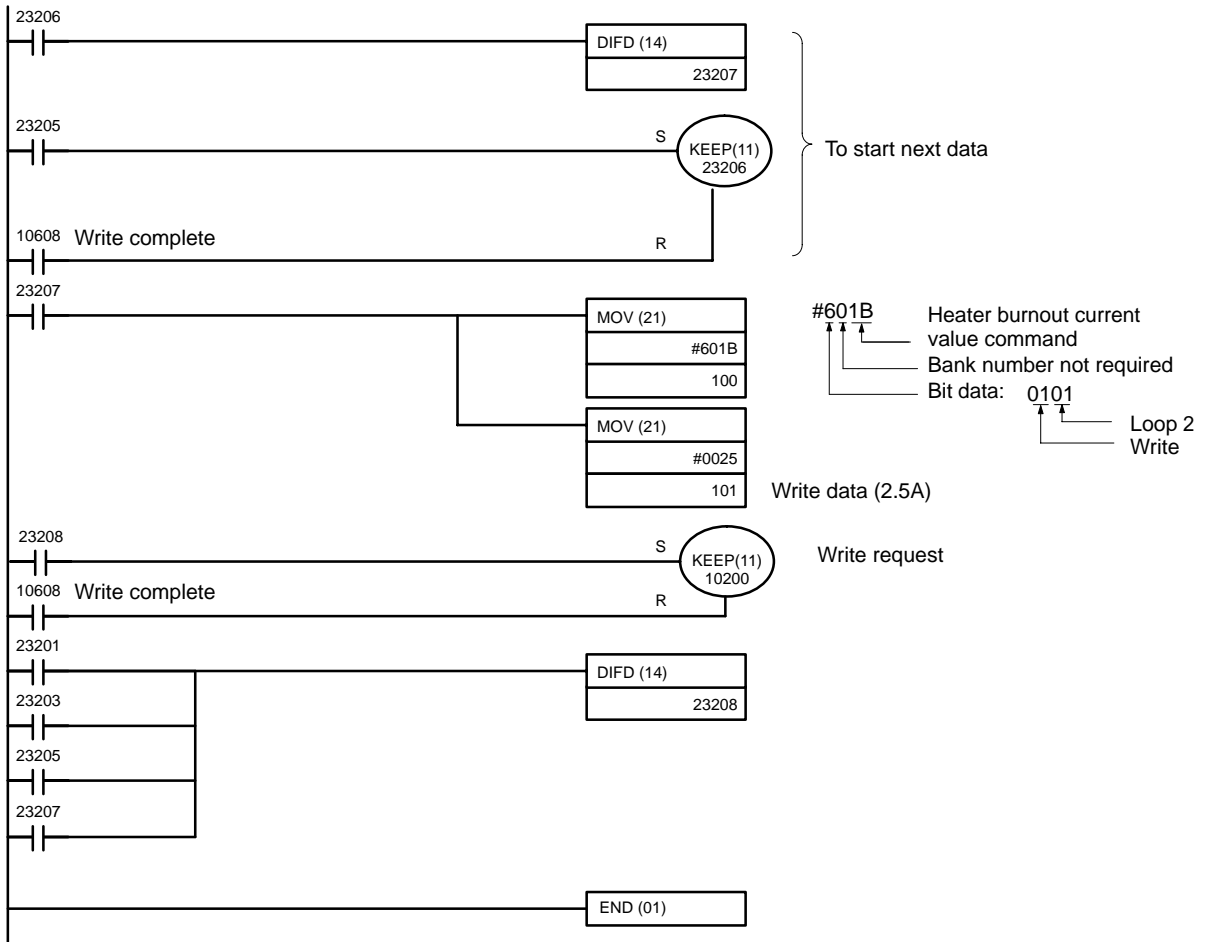 23206
DIFD (14)
23207
23205
S
KEEP(11)
23206
To start next data
10608 Write complete
R
23207
MOV (21)
#601B
100
#601B
Heater burnout current
value command
Bank number not required
Bit data: 0101
Loop 2
Write
MOV (21)
#0025
101
Write data (2.5A)
23208
S
KEEP(11)
10200
Write request
10608 Write complete
R
23201
DIFD (14)
23208
23203
23205
23207
END (01)